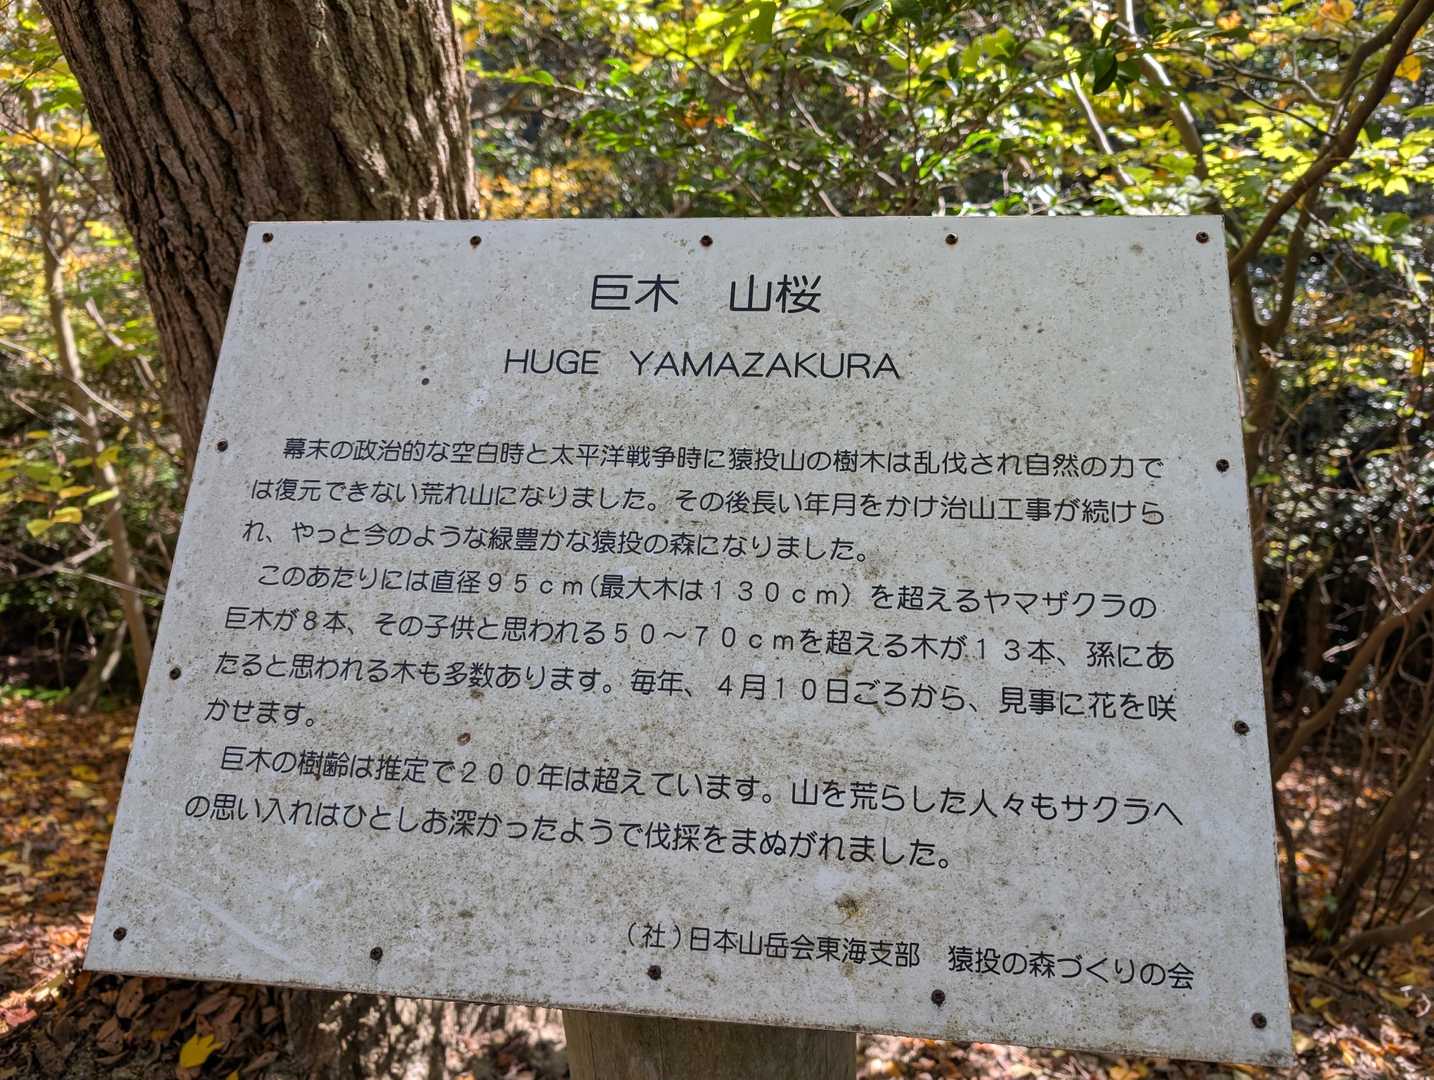 巨木　山桜
HUGE　YAMAZAKURA
幕末の政治的な空白時と太平洋戦争時に猿投山の樹木は乱伐され自然の力で
は復元できない荒れ山になりました。その後長い年月をかけ治山工事が続けら
れ、やっと今のような緑豊かな猿投の森になりました。
このあたりには直径９５ｃｍ(最大木は１３０ｃｍ）を超えるヤマザクラの
巨木が８本、その子供と思われる５０～７０ｃｍを超える木が１３本、孫にあ
たると思われる木も多数あります。毎年、４月１０日ごろから、見事に花を咲
かせます。
巨木の樹齢は推定で２００年は超えています。山を荒らした人々もサクラへ
の思い入れはひとしお深かったようで伐採をまぬがれました。
（社）日本山岳会東海支部　猿投の森づくりの会